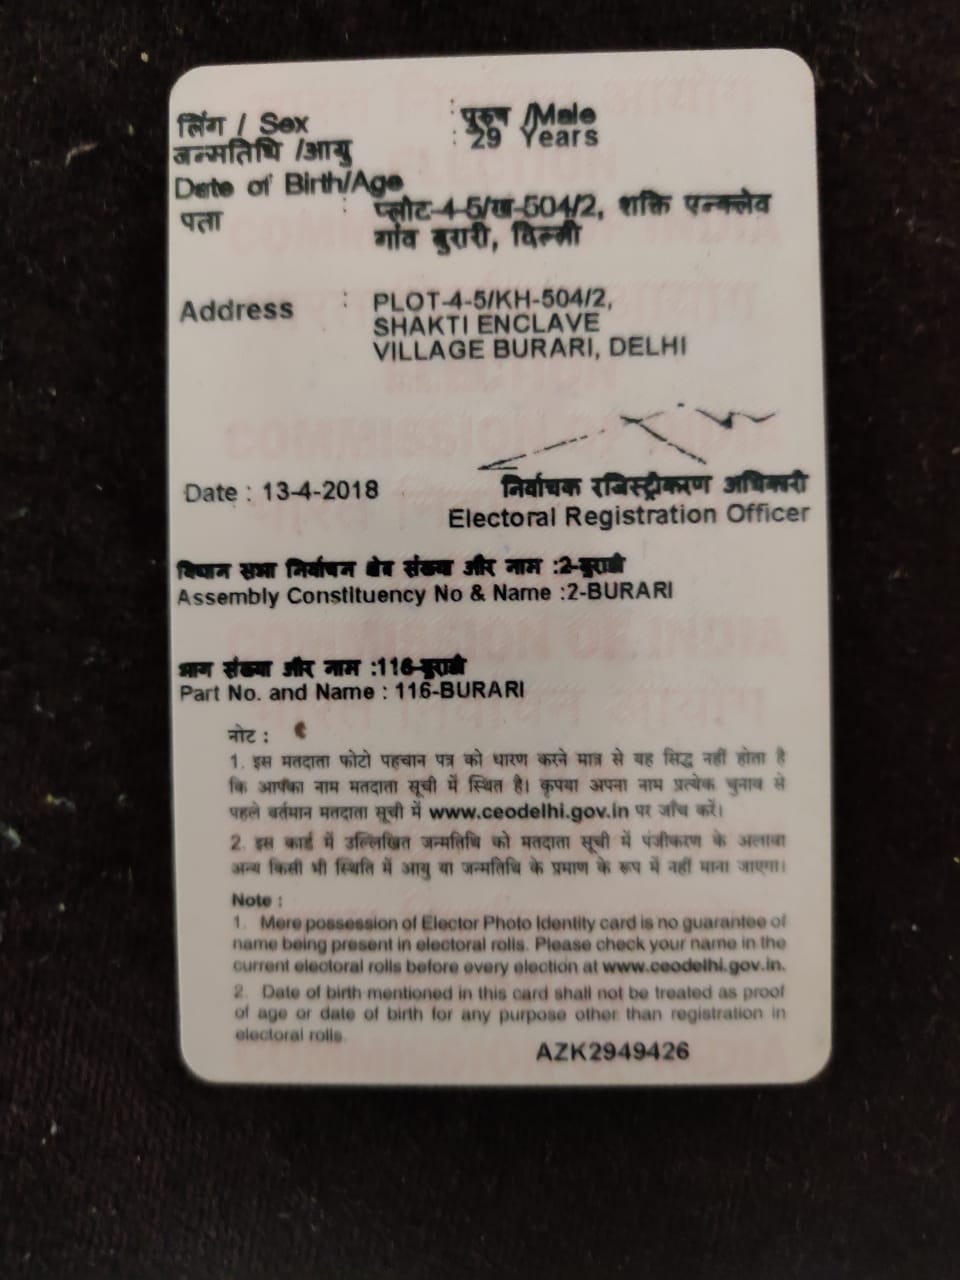 लिंग / Sex : पुरुष /Male
जन्मतिथि /आयु : 29 Years
Date of Birth/Age
पता : प्लौट-4-5/ख-504/2, शक्ति एन्क्लेव
गांव बुरारी, दिल्ली
Address : PLOT-4-5/KH-504/2,
SHAKTI ENCLAVE
VILLAGE BURARI, DELHI
Date : 13-4-2018
निर्वाचक रजिस्ट्रीकरण अधिकारी
Electoral Registration Officer
विधान सभा निर्वाचन क्षेत्र संख्या और नाम :2-बुराड़ी
Assembly Constituency No & Name :2-BURARI
भाग संख्या और नाम :116-बुराड़ी
Part No. and Name : 116-BURARI
नोट :
1. इस मतदाता फोटो पहचान पत्र को धारण करने मात्र से यह सिद्ध नहीं होता है
कि आपका नाम मतदाता सूची में स्थित है। कृपया अपना नाम प्रत्येक चुनाव से
पहले वर्तमान मतदाता सूची में www.ceodelhi.gov.in पर जाँच करें।
2. इस कार्ड में उल्लिखित जन्मतिथि को मतदाता सूची में पंजीकरण के अलावा
अन्य किसी भी स्थिति में आयु या जन्मतिथि के प्रमाण के रूप में नहीं माना जाएगा।
Note :
1. Mere possession of Elector Photo Identity card is no guarantee of
name being present in electoral rolls. Please check your name in the
current electoral rolls before every election at www.ceodelhi.gov.in.
2. Date of birth mentioned in this card shall not be treated as proof
of age or date of birth for any purpose other than registration in
electoral rolls.
AZK2949426